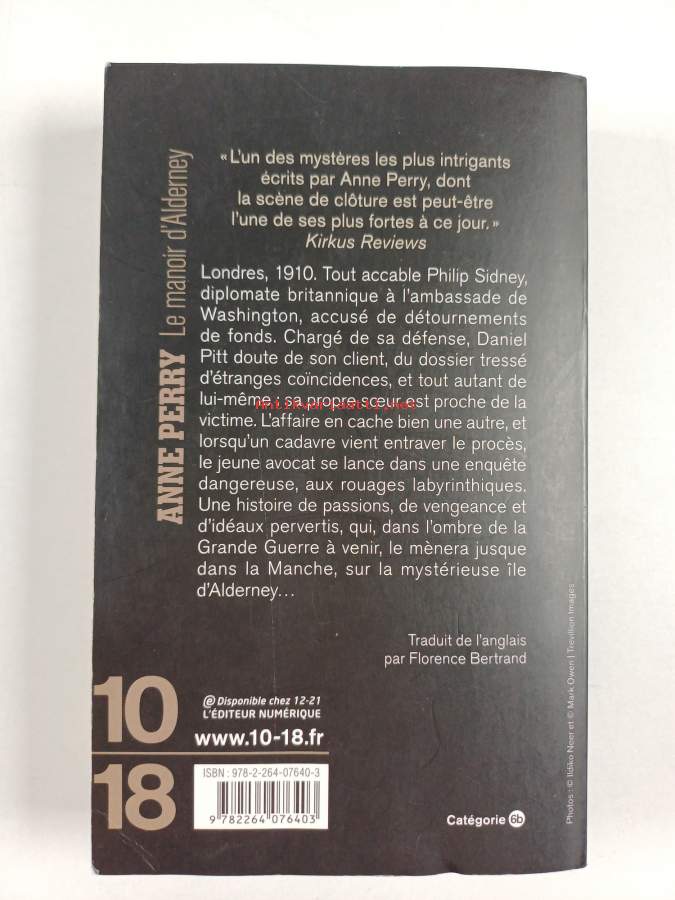 ANNE PERRY Le manoir d'Alderney
« L'un des mystères les plus intrigants
écrits par Anne Perry, dont
la scène de clôture est peut-être
l'une de ses plus fortes à ce jour. »
Kirkus Reviews
Londres, 1910. Tout accable Philip Sidney,
diplomate britannique à l'ambassade de
Washington, accusé de détournements
de fonds. Chargé de sa défense, Daniel
Pitt doute de son client, du dossier tressé
d'étranges coïncidences, et tout autant de
lui-même : sa propre sœur est proche de la
victime. L'affaire en cache bien une autre, et
lorsqu'un cadavre vient entraver le procès,
le jeune avocat se lance dans une enquête
dangereuse, aux rouages labyrinthiques.
Une histoire de passions, de vengeance et
d'idéaux pervertis, qui, dans l'ombre de la
Grande Guerre à venir, le mènera jusque
dans la Manche, sur la mystérieuse île
d'Alderney…
Traduit de l'anglais
par Florence Bertrand
10
18
@ Disponible chez 12-21
L'ÉDITEUR NUMÉRIQUE
www.10-18.fr
ISBN : 978-2-264-07640-3
9 782264 076403
Catégorie 6b
Photos : © Ildiko Neer et © Mark Owen | Trevillion Images